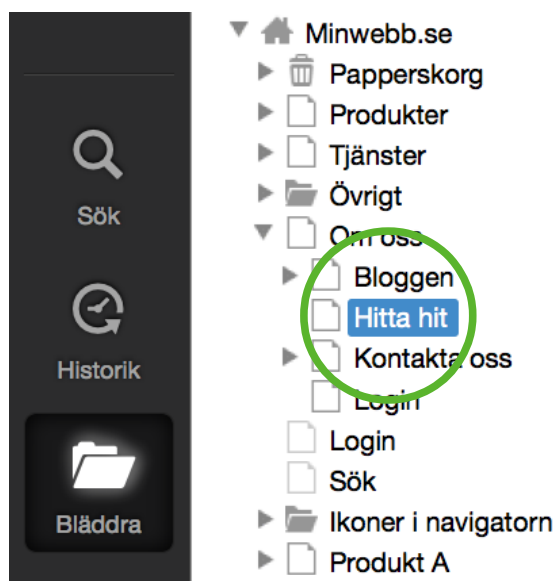 Sök
Historik
Bläddra
Minwebb.se
Papperskorg
Produkter
Tjänster
Övrigt
Om oss
Bloggen
Hitta hit
Kontakta oss
Login
Login
Sök
Ikoner i navigatorn
Produkt A